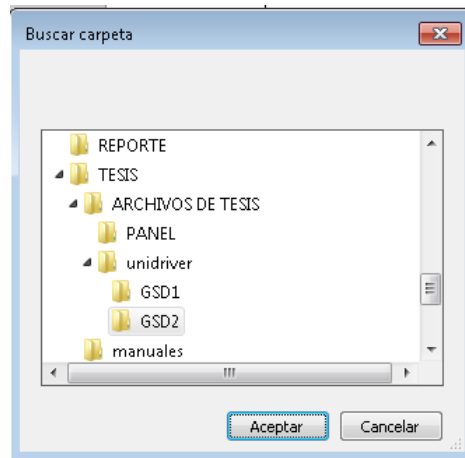 Buscar carpeta
REPORTE
TESIS
ARCHIVOS DE TESIS
PANEL
unidriver
GSD1
GSD2
manuales
Aceptar
Cancelar